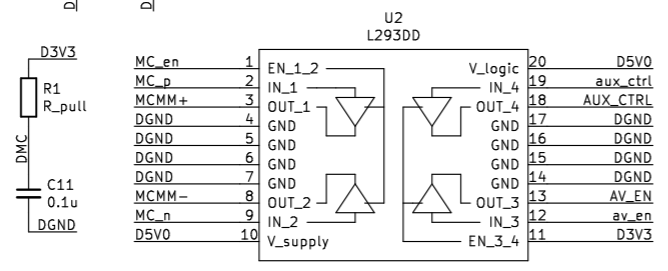 D
D
U2
L293DD
D3V3
R1
R_pull
DMC
C11
0.1u
DGND
MC_en 1 EN_1_2 V_logic 20 D5V0
MC_p 2 IN_1 IN_4 19 aux_ctrl
MCMM+ 3 OUT_1 OUT_4 18 AUX_CTRL
DGND 4 GND GND 17 DGND
DGND 5 GND GND 16 DGND
DGND 6 GND GND 15 DGND
DGND 7 GND GND 14 DGND
MCMM- 8 OUT_2 OUT_3 13 AV_EN
MC_n 9 IN_2 IN_3 12 av_en
D5V0 10 V_supply EN_3_4 11 D3V3